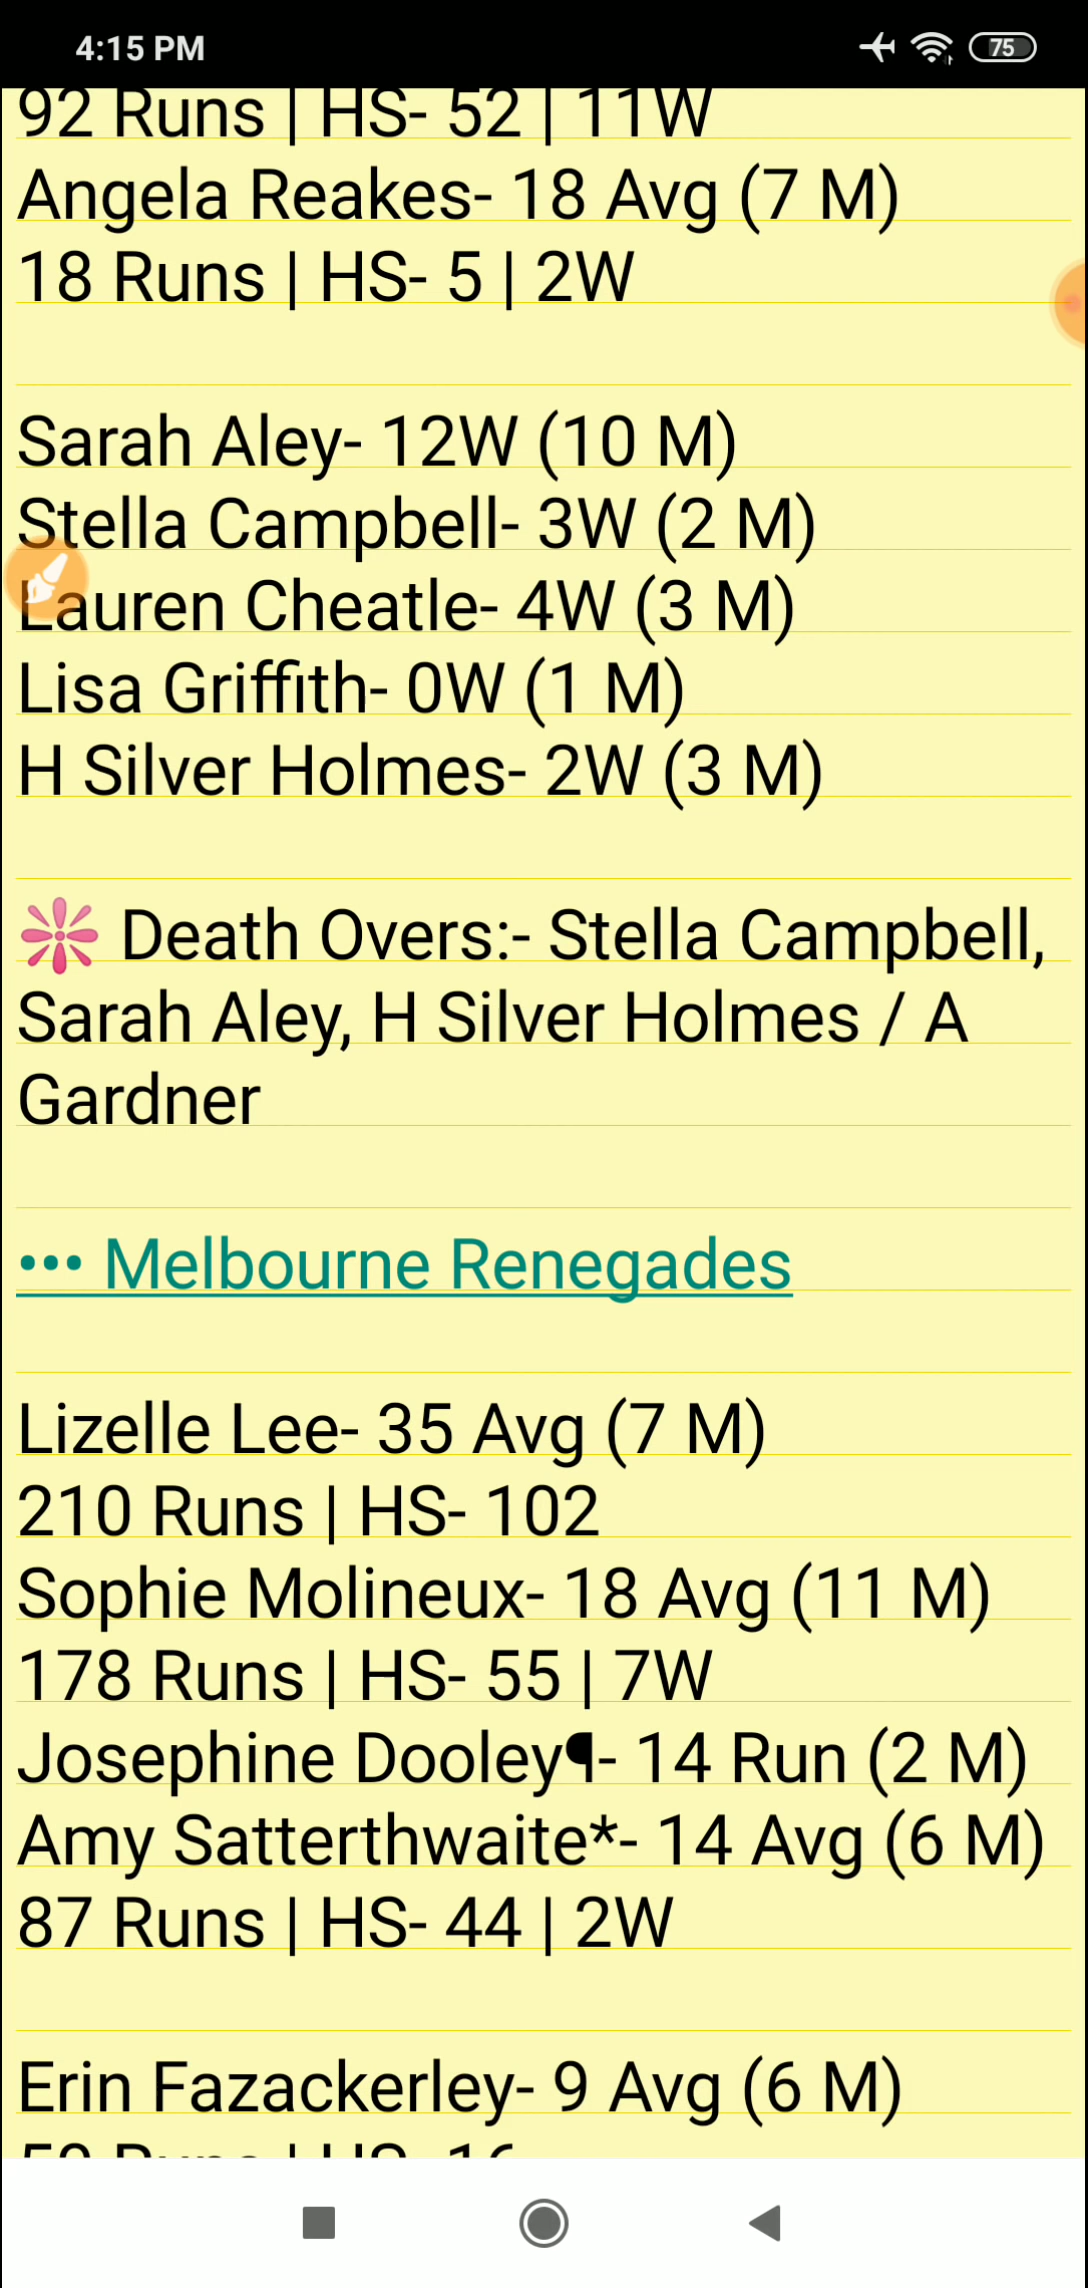 4:15 PM
75
92 Runs | HS- 52 | 11W
Angela Reakes- 18 Avg (7 M)
18 Runs | HS- 5 | 2W
Sarah Aley- 12W (10 M)
Stella Campbell- 3W (2 M)
Lauren Cheatle- 4W (3 M)
Lisa Griffith- 0W (1 M)
H Silver Holmes- 2W (3 M)
Death Overs:- Stella Campbell,
Sarah Aley, H Silver Holmes / A
Gardner
••• Melbourne Renegades
Lizelle Lee- 35 Avg (7 M)
210 Runs | HS- 102
Sophie Molineux- 18 Avg (11 M)
178 Runs | HS- 55 | 7W
Josephine Dooley¶- 14 Run (2 M)
Amy Satterthwaite*- 14 Avg (6 M)
87 Runs | HS- 44 | 2W
Erin Fazackerley- 9 Avg (6 M)